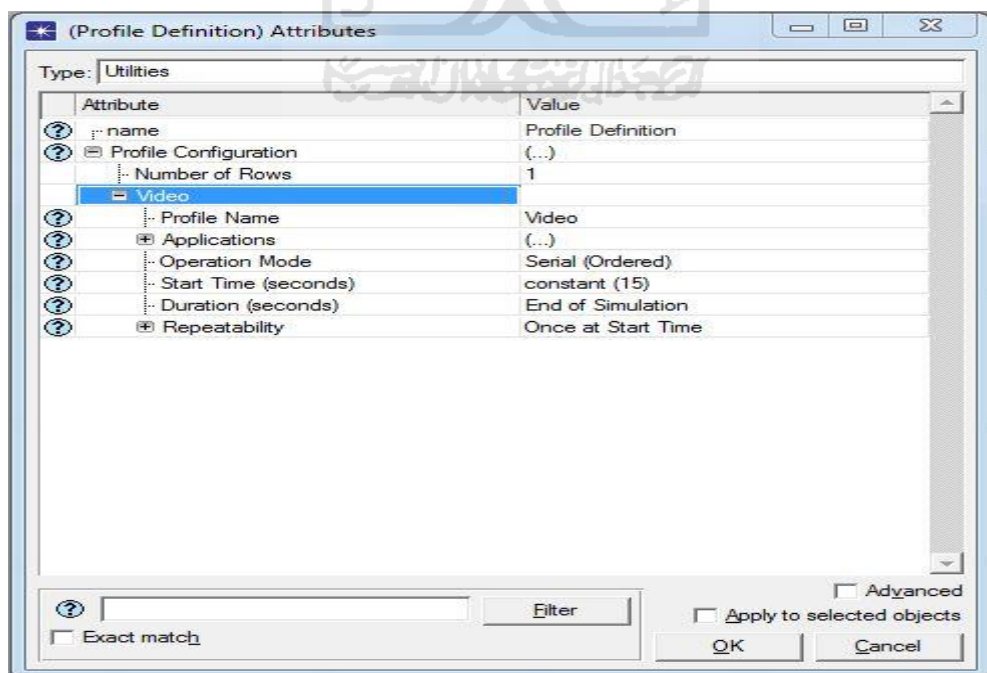 (Profile Definition) Attributes
Type: Utilities
Attribute Value
name Profile Definition
Profile Configuration (...)
Number of Rows 1
Video
Profile Name Video
Applications (...)
Operation Mode Serial (Ordered)
Start Time (seconds) constant (15)
Duration (seconds) End of Simulation
Repeatability Once at Start Time
Advanced
Filter
Apply to selected objects
Exact match
OK Cancel